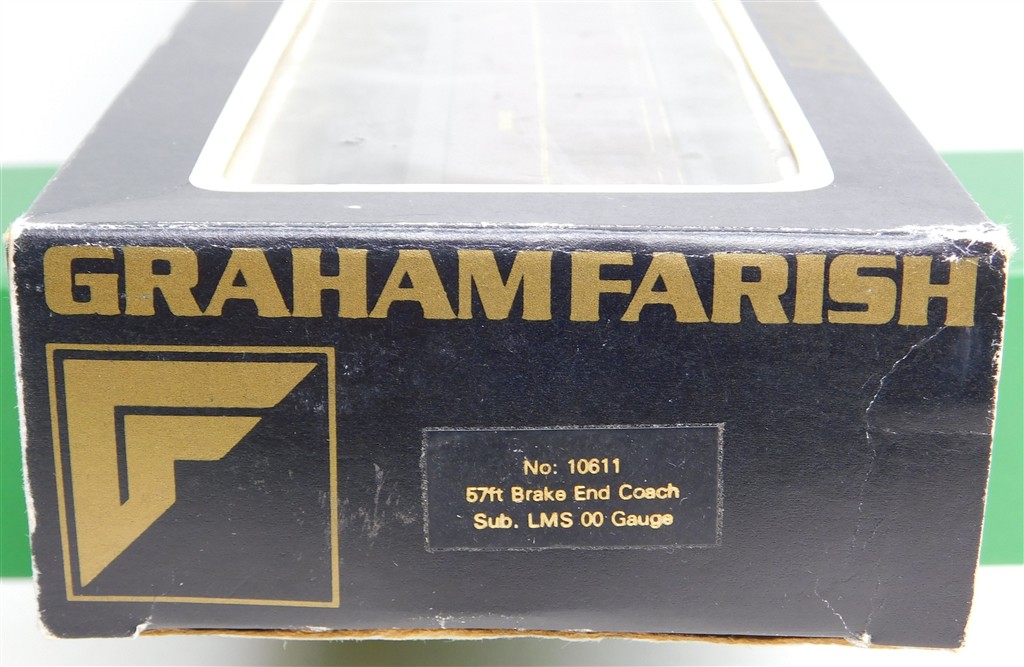 GRAHAM FARISH
No: 10611
57ft Brake End Coach
Sub. LMS 00 Gauge